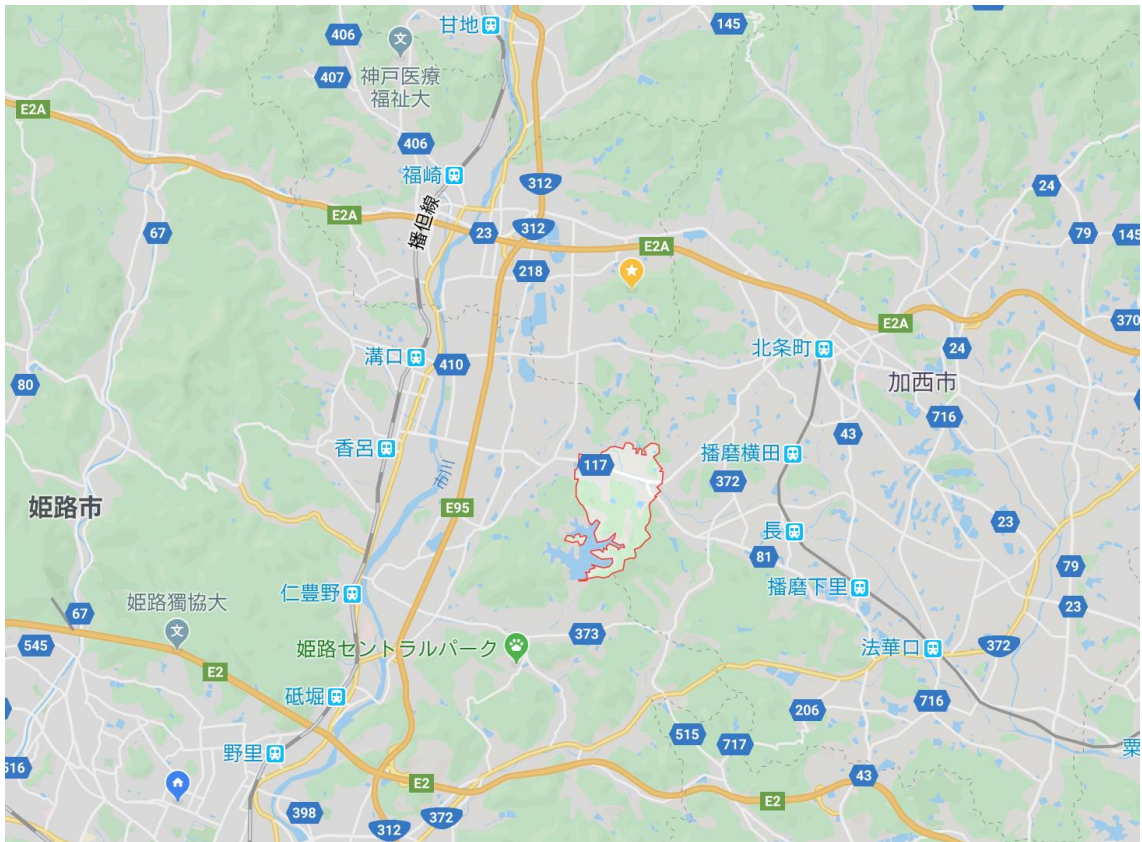 甘地
145
406
神戸医療
福祉大
407
E2A
406
福崎
312
24
播但線
E2A
67
23
312
79
145
E2A
218
E2A
370
溝口
410
北条町
24
80
加西市
716
43
香呂
117
播磨横田
市川
372
姫路市
E95
23
長
81
79
仁豊野
播磨下里
姫路獨協大
67
23
545
373
姫路セントラルパーク
法華口
372
E2
砥堀
716
206
515
717
野里
516
粟
E2
43
E2
398
372
312